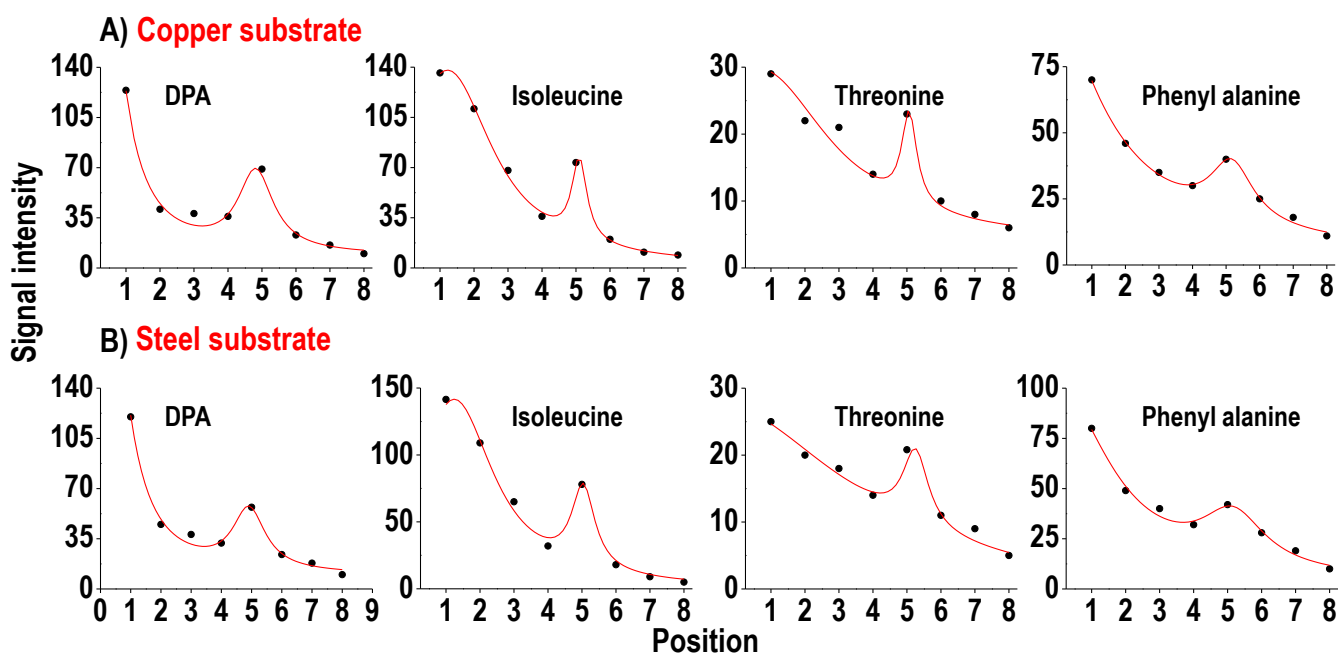 A) Copper substrate
Signal intensity
DPA
140
105
70
35
0
1 2 3 4 5 6 7 8
Isoleucine
140
105
70
35
0
1 2 3 4 5 6 7 8
Threonine
30
20
10
0
1 2 3 4 5 6 7 8
Phenyl alanine
75
50
25
0
1 2 3 4 5 6 7 8
B) Steel substrate
DPA
140
105
70
35
0
0 1 2 3 4 5 6 7 8 9
Isoleucine
150
100
50
0
1 2 3 4 5 6 7 8
Threonine
30
20
10
0
1 2 3 4 5 6 7 8
Phenyl alanine
100
75
50
25
0
1 2 3 4 5 6 7 8
Position